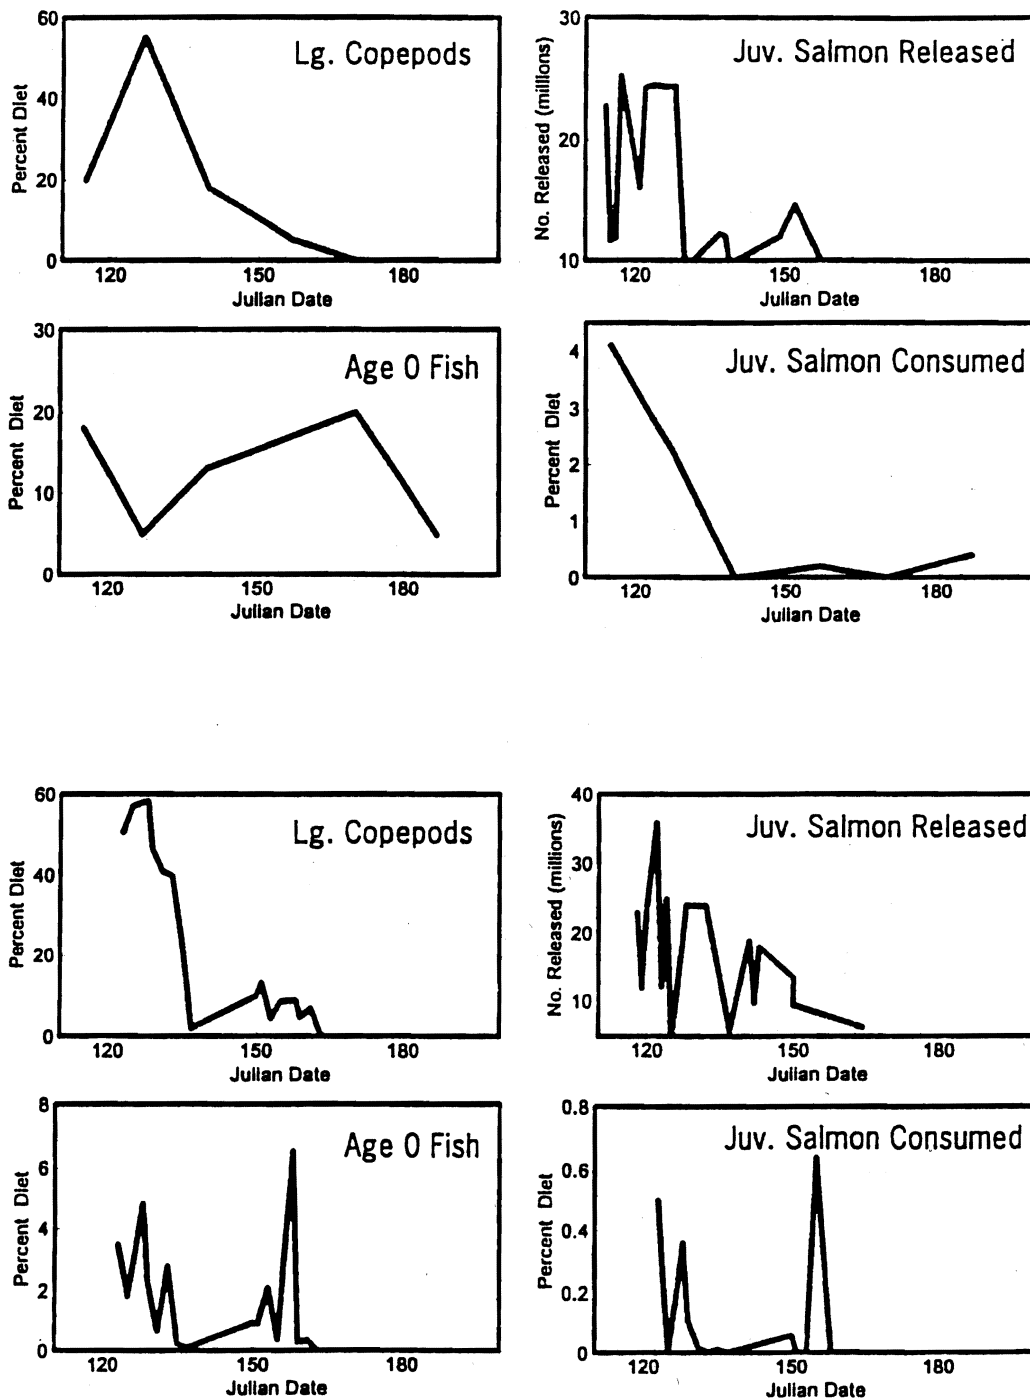 60
40
20
0
Percent Diet
Lg. Copepods
120 150 180
Julian Date
30
20
10
No. Released (millions)
Juv. Salmon Released
120 150 180
Julian Date
30
20
10
0
Percent Diet
Age 0 Fish
120 150 180
Julian Date
4
3
2
1
0
Percent Diet
Juv. Salmon Consumed
120 150 180
Julian Date
60
40
20
0
Percent Diet
Lg. Copepods
120 150 180
Julian Date
40
30
20
10
No. Released (millions)
Juv. Salmon Released
120 150 180
Julian Date
8
6
4
2
0
Percent Diet
Age 0 Fish
120 150 180
Julian Date
0.8
0.6
0.4
0.2
0
Percent Diet
Juv. Salmon Consumed
120 150 180
Julian Date